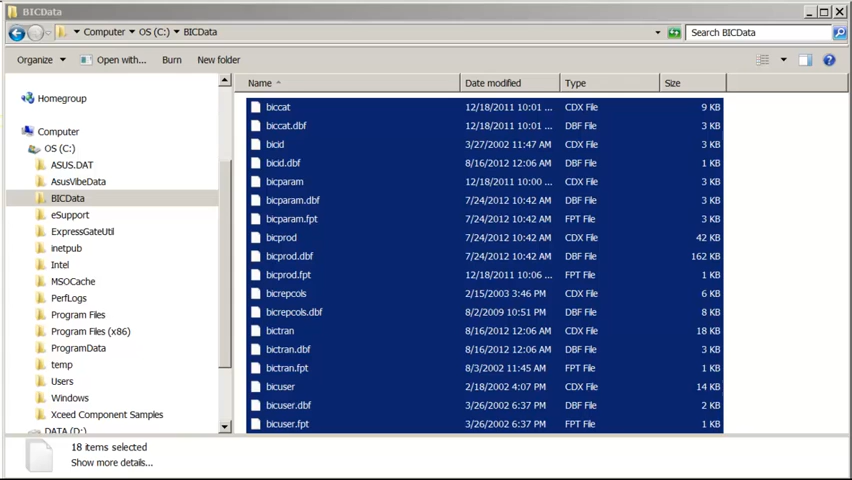 BICData
Computer OS (C:) BICData
Search BICData
Organize Open with... Burn New folder
Homegroup
Computer
OS (C:)
ASUS.DAT
AsusVibeData
BICData
eSupport
ExpressGateUtil
inetpub
Intel
MSOCache
PerfLogs
Program Files
Program Files (x86)
ProgramData
temp
Users
Windows
Xceed Component Samples
DATA (D:)
Name Date modified Type Size
biccat 12/18/2011 10:01 ... CDX File 9 KB
biccat.dbf 12/18/2011 10:01 ... DBF File 3 KB
bicid 3/27/2002 11:47 AM CDX File 3 KB
bicid.dbf 8/16/2012 12:06 AM DBF File 3 KB
bicparam 12/18/2011 10:00 ... CDX File 3 KB
bicparam.dbf 7/24/2012 10:42 AM DBF File 3 KB
bicparam.fpt 7/24/2012 10:42 AM FPT File 3 KB
bicprod 7/24/2012 10:42 AM CDX File 42 KB
bicprod.dbf 7/24/2012 10:42 AM DBF File 162 KB
bicprod.fpt 12/18/2011 10:06 ... FPT File 1 KB
bicrepcols 2/15/2003 3:46 PM CDX File 6 KB
bicrepcols.dbf 8/2/2009 10:51 PM DBF File 8 KB
bictran 8/16/2012 12:06 AM CDX File 18 KB
bictran.dbf 8/16/2012 12:06 AM DBF File 3 KB
bictran.fpt 8/3/2002 11:45 AM FPT File 1 KB
bicuser 2/18/2002 4:07 PM CDX File 14 KB
bicuser.dbf 3/26/2002 6:37 PM DBF File 2 KB
bicuser.fpt 3/26/2002 6:37 PM FPT File 1 KB
18 items selected
Show more details...